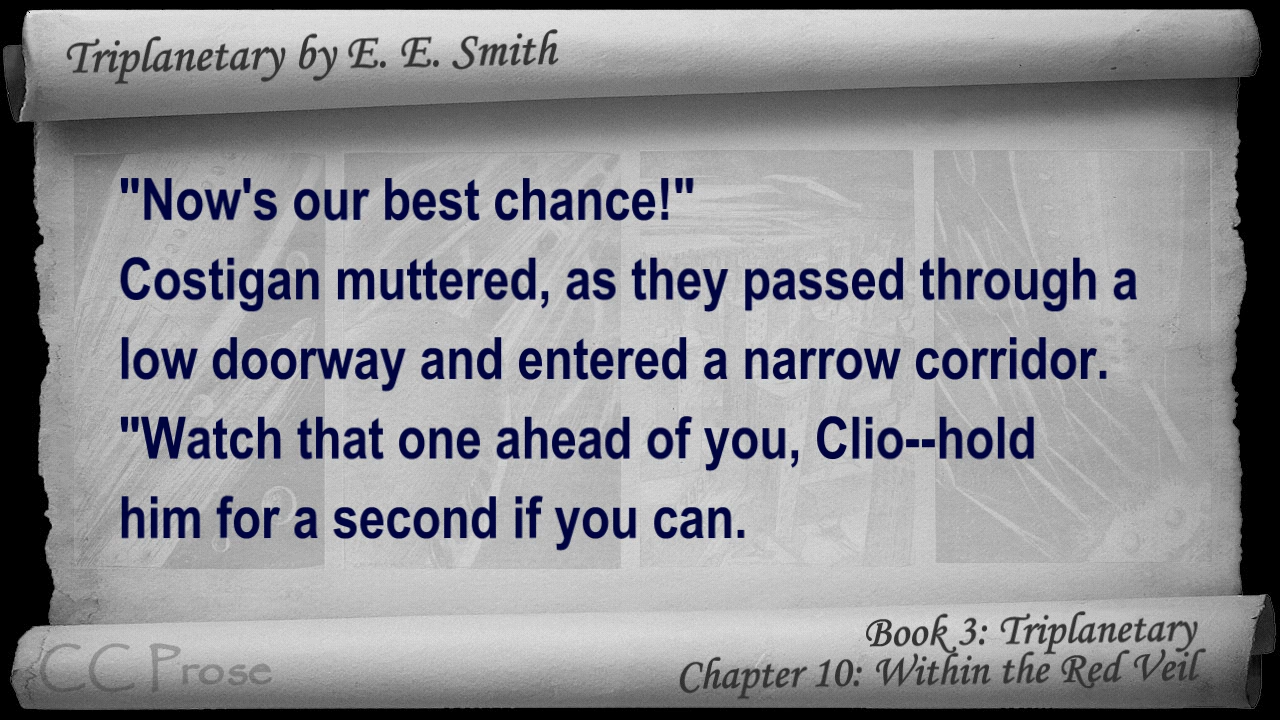 Triplanetary by E. E. Smith
"Now's our best chance!"
Costigan muttered, as they passed through a
low doorway and entered a narrow corridor.
"Watch that one ahead of you, Clio--hold
him for a second if you can.
Book 3: Triplanetary
Chapter 10: Within the Red Veil
CC Prose